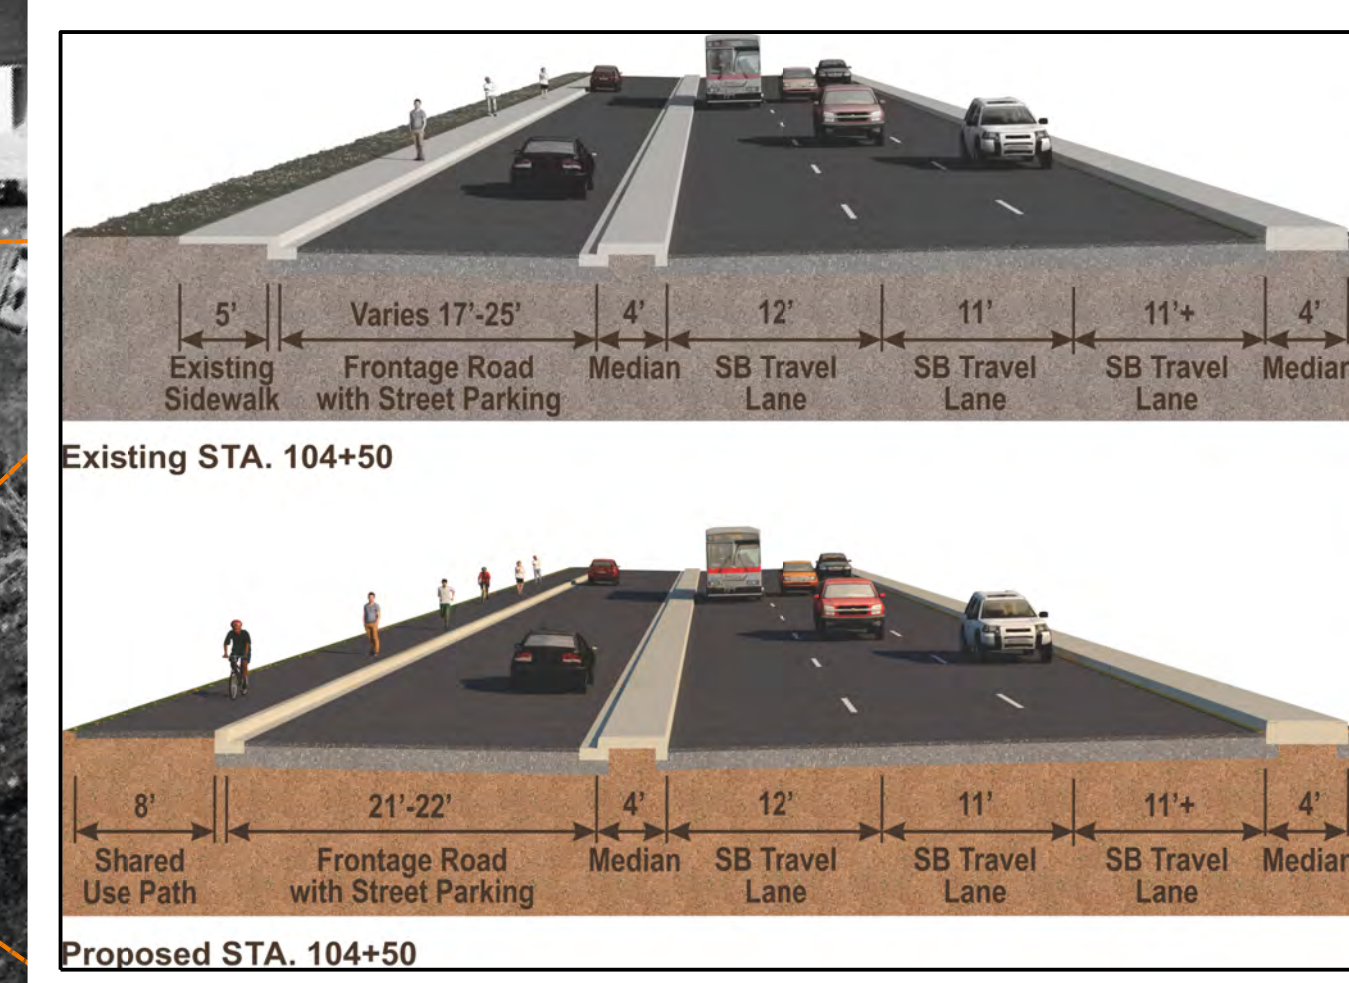 5' Varies 17'-25' 4' 12' 11' 11'+ 4'
Existing Frontage Road Median SB Travel SB Travel SB Travel Median
Sidewalk with Street Parking Lane Lane Lane
Existing STA. 104+50
8' 21'-22' 4' 12' 11' 11'+ 4'
Shared Frontage Road Median SB Travel SB Travel SB Travel Median
Use Path with Street Parking Lane Lane Lane
Proposed STA. 104+50